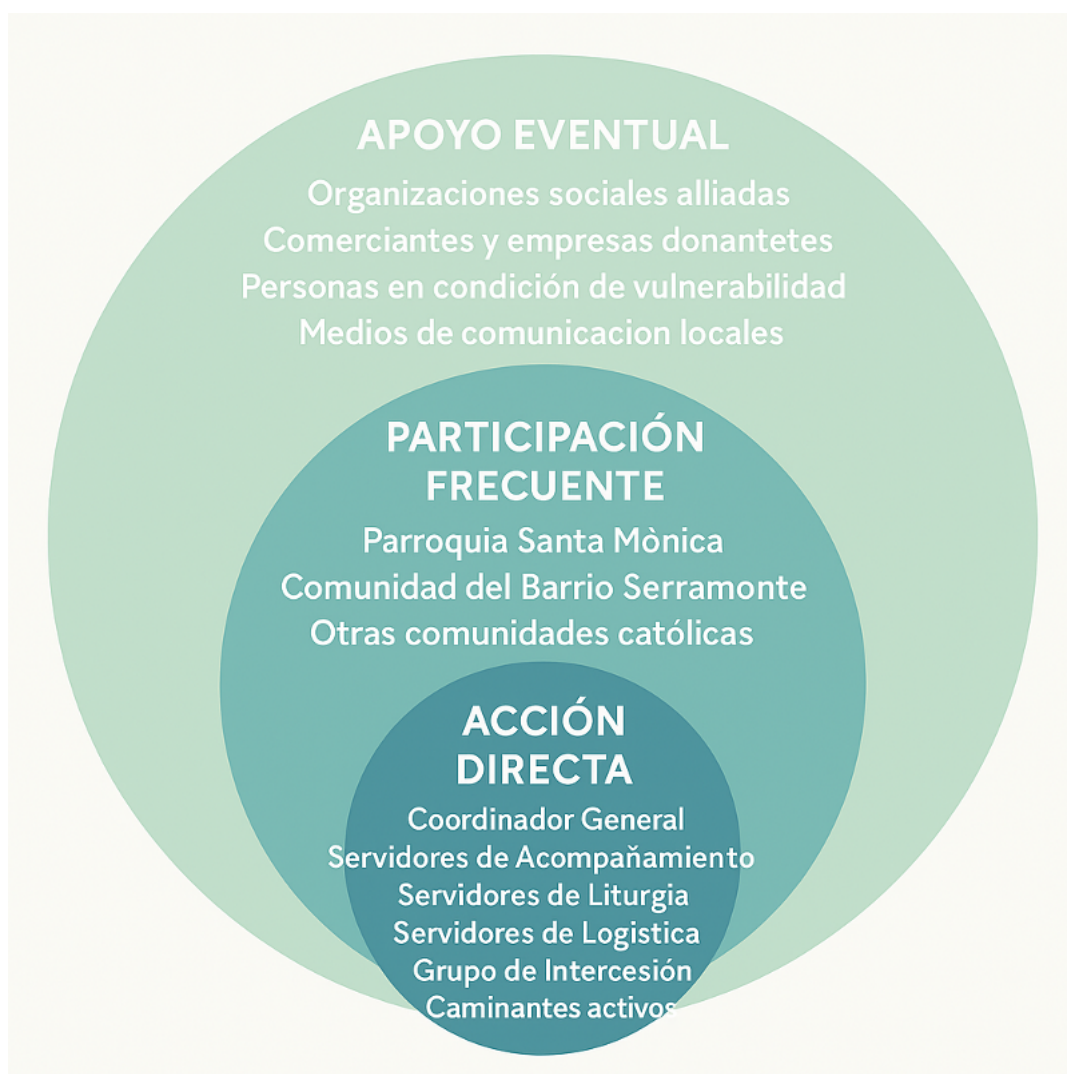 APOYO EVENTUAL
Organizaciones sociales alliadas
Comerciantes y empresas donantetes
Personas en condición de vulnerabilidad
Medios de comunicacion locales
PARTICIPACIÓN
FRECUENTE
Parroquia Santa Mònica
Comunidad del Barrio Serramonte
Otras comunidades católicas
ACCIÓN
DIRECTA
Coordinador General
Servidores de Acompaňamiento
Servidores de Liturgia
Servidores de Logistica
Grupo de Intercesión
Caminantes activos